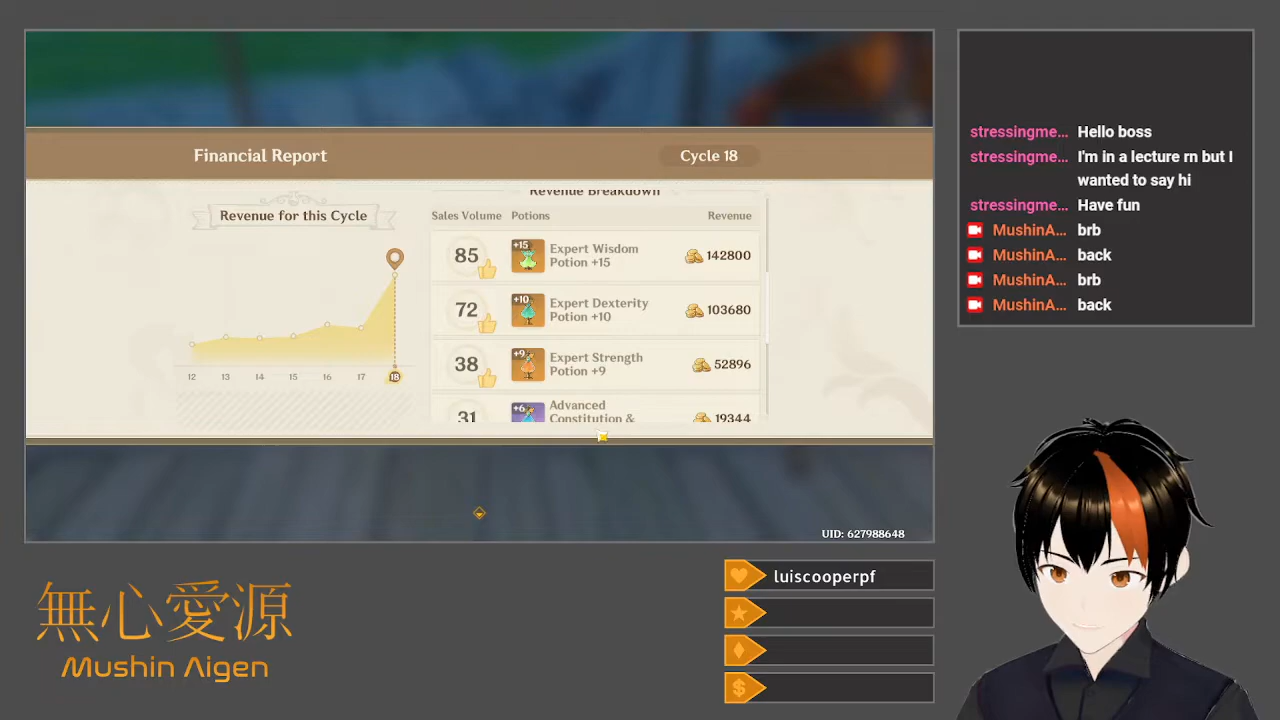 Financial Report
Cycle 18
Revenue for this Cycle
12 13 14 15 16 17 18
Revenue Breakdown
Sales Volume Potions Revenue
85 +15 Expert Wisdom Potion +15 142800
72 +10 Expert Dexterity Potion +10 103680
38 +9 Expert Strength Potion +9 52896
31 +6 Advanced Constitution & 19344
UID: 627988648
stressingme... Hello boss
stressingme... I'm in a lecture rn but I
wanted to say hi
stressingme... Have fun
MushinA... brb
MushinA... back
MushinA... brb
MushinA... back
無心愛源
Mushin Aigen
luiscooperpf